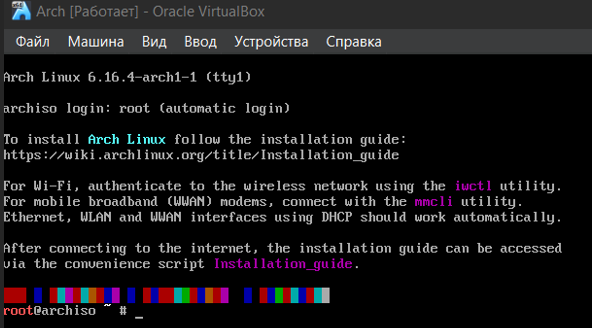 Arch [Работает] - Oracle VirtualBox
Файл Машина Вид Ввод Устройства Справка
Arch Linux 6.16.4-arch1-1 (tty1)
archiso login: root (automatic login)
To install Arch Linux follow the installation guide:
https://wiki.archlinux.org/title/Installation_guide
For Wi-Fi, authenticate to the wireless network using the iwctl utility.
For mobile broadband (WWAN) modems, connect with the mmcli utility.
Ethernet, WLAN and WWAN interfaces using DHCP should work automatically.
After connecting to the internet, the installation guide can be accessed
via the convenience script Installation_guide.
root@archiso ~ # _